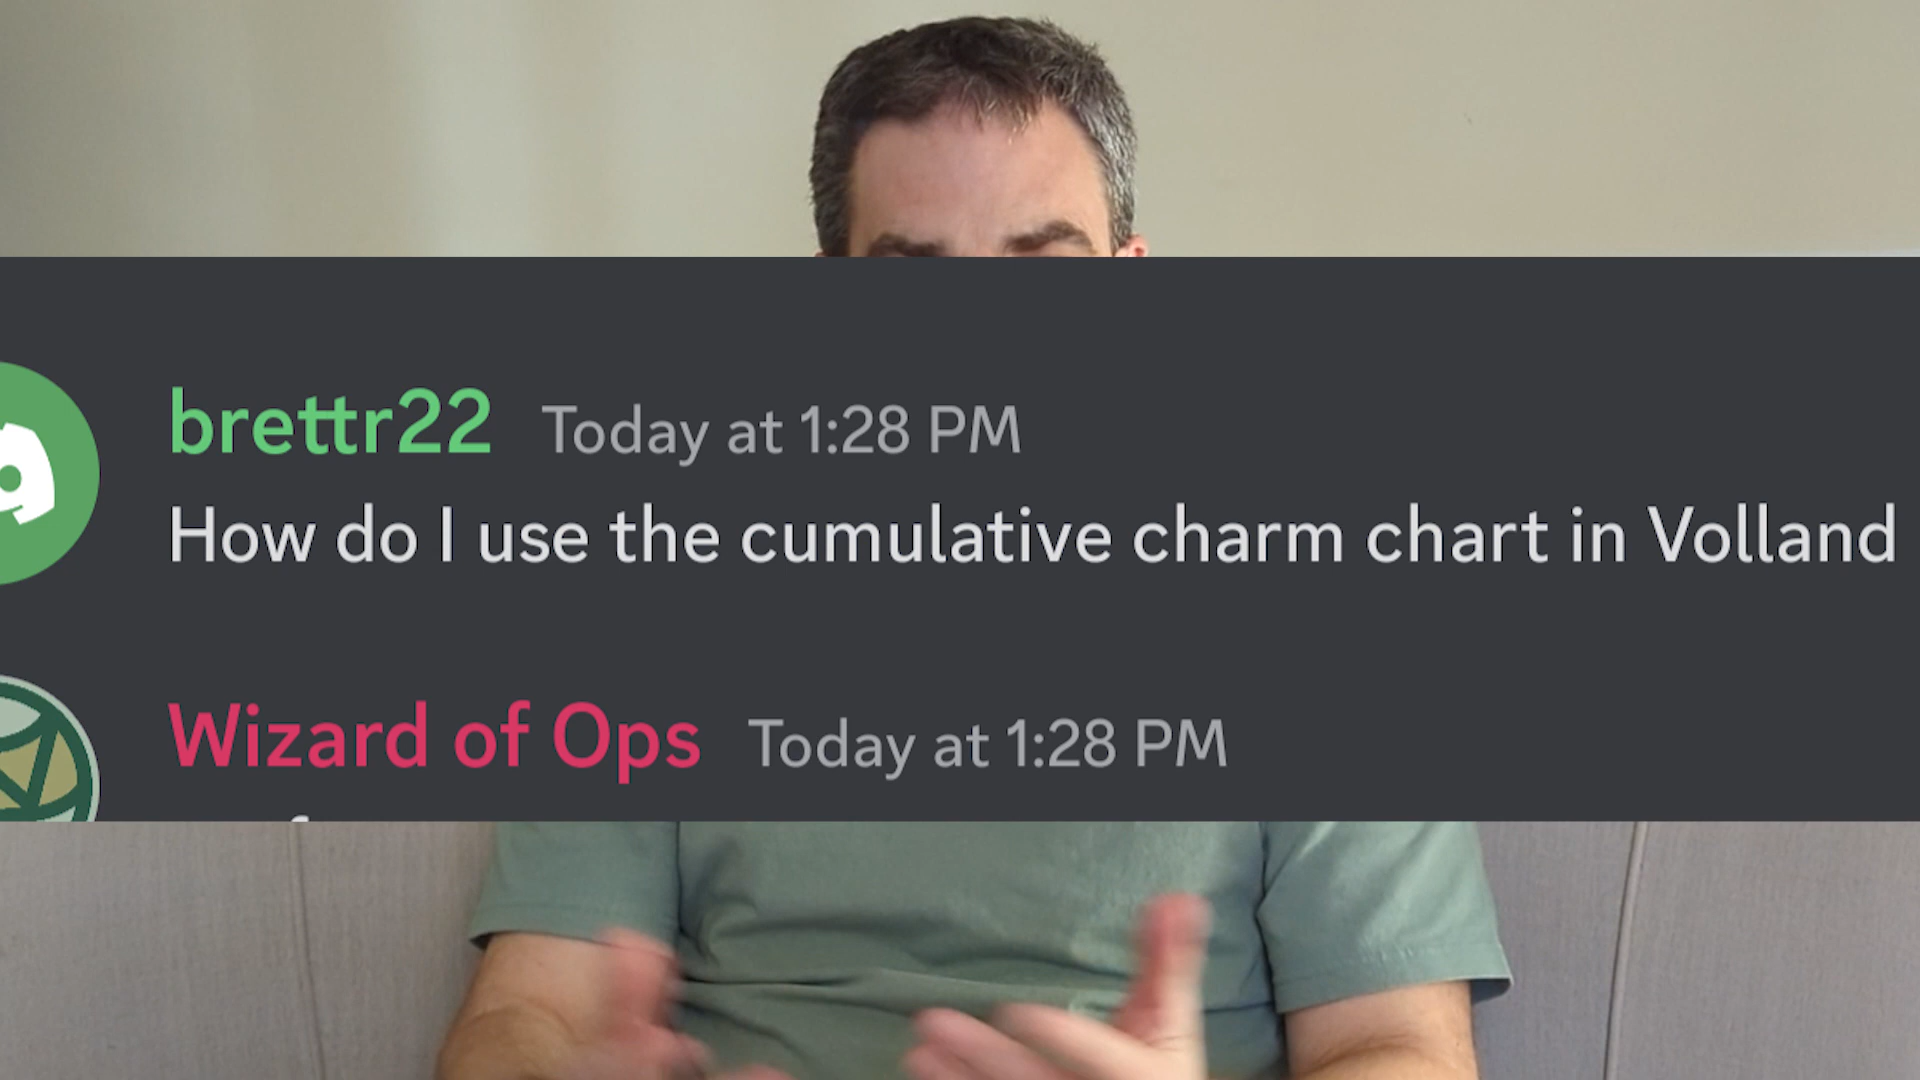 brettr22 Today at 1:28 PM
How do I use the cumulative charm chart in Volland
Wizard of Ops Today at 1:28 PM